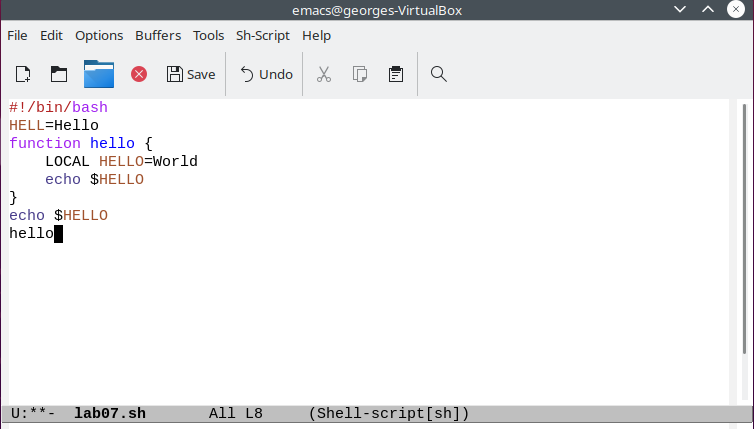 emacs@georges-VirtualBox
File Edit Options Buffers Tools Sh-Script Help
Save Undo
#!/bin/bash
HELL=Hello
function hello {
    LOCAL HELLO=World
    echo $HELLO
}
echo $HELLO
hello
U:**-  lab07.sh       All L8     (Shell-script[sh])